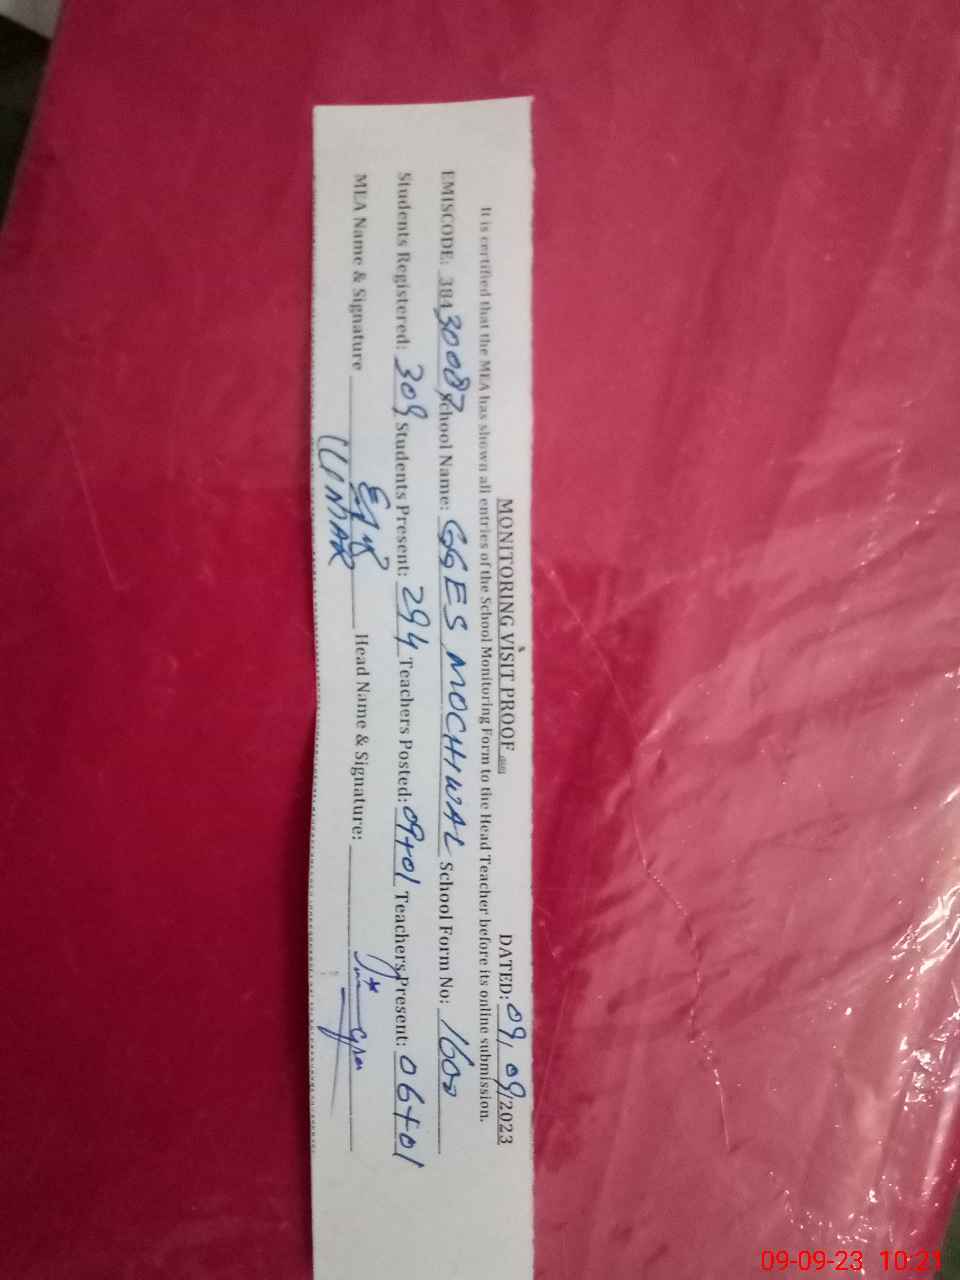 MONITORING VISIT PROOF DATED: 09/09/2023
It is certified that the MEA has shown all entries of the School Monitoring Form to the Head Teacher before its online submission.
EMISCODE: 38430087 School Name: GGES MOCHIWAL School Form No: 1600
Students Registered: 309 Students Present: 294 Teachers Posted: 09+01 Teachers Present: 06+01
MEA Name & Signature Head Name & Signature:
UMAR
09-09-23 10:21